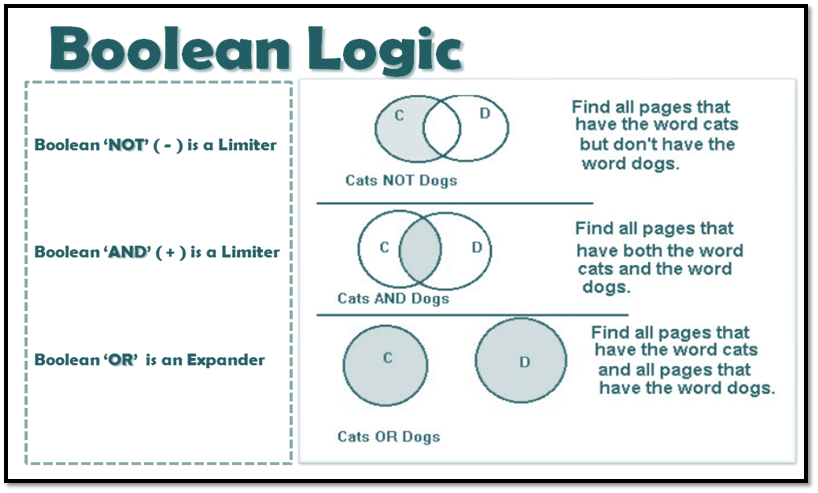 Boolean Logic
Boolean ‘NOT’ ( - ) is a Limiter
Boolean ‘AND’ ( + ) is a Limiter
Boolean ‘OR’ is an Expander
C
D
Cats NOT Dogs
Find all pages that
have the word cats
but don't have the
word dogs.
C
D
Cats AND Dogs
Find all pages that
have both the word
cats and the word
dogs.
C
D
Cats OR Dogs
Find all pages that
have the word cats
and all pages that
have the word dogs.